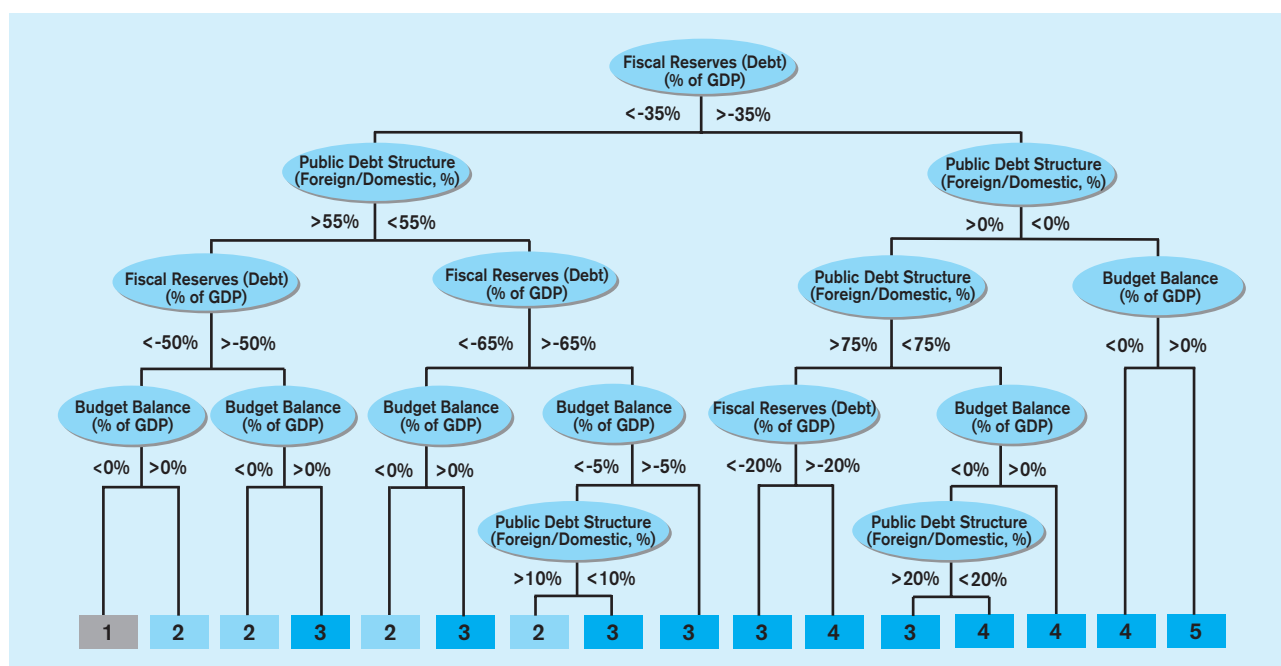 Fiscal Reserves (Debt)
(% of GDP)
<-35% >-35%
Public Debt Structure
(Foreign/Domestic, %)
Public Debt Structure
(Foreign/Domestic, %)
>55% <55%
>0% <0%
Fiscal Reserves (Debt)
(% of GDP)
Fiscal Reserves (Debt)
(% of GDP)
Public Debt Structure
(Foreign/Domestic, %)
Budget Balance
(% of GDP)
<-50% >-50%
<-65% >-65%
>75% <75%
<0% >0%
Budget Balance
(% of GDP)
Budget Balance
(% of GDP)
Budget Balance
(% of GDP)
Budget Balance
(% of GDP)
Fiscal Reserves (Debt)
(% of GDP)
Budget Balance
(% of GDP)
<0% >0%
<0% >0%
<0% >0%
<-5% >-5%
<-20% >-20%
<0% >0%
Public Debt Structure
(Foreign/Domestic, %)
Public Debt Structure
(Foreign/Domestic, %)
>10% <10%
>20% <20%
1 2 2 3 2 3 2 3 3 3 4 3 4 4 4 5